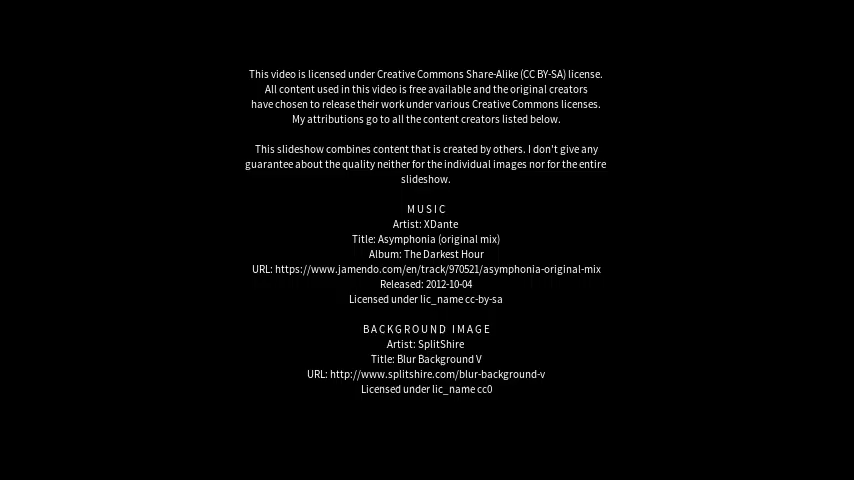 This video is licensed under Creative Commons Share-Alike (CC BY-SA) license.
All content used in this video is free available and the original creators
have chosen to release their work under various Creative Commons licenses.
My attributions go to all the content creators listed below.
This slideshow combines content that is created by others. I don't give any
guarantee about the quality neither for the individual images nor for the entire
slideshow.
MUSIC
Artist: XDante
Title: Asymphonia (original mix)
Album: The Darkest Hour
URL: https://www.jamendo.com/en/track/970521/asymphonia-original-mix
Released: 2012-10-04
Licensed under lic_name cc-by-sa
BACKGROUND IMAGE
Artist: SplitShire
Title: Blur Background V
URL: http://www.splitshire.com/blur-background-v
Licensed under lic_name cc0